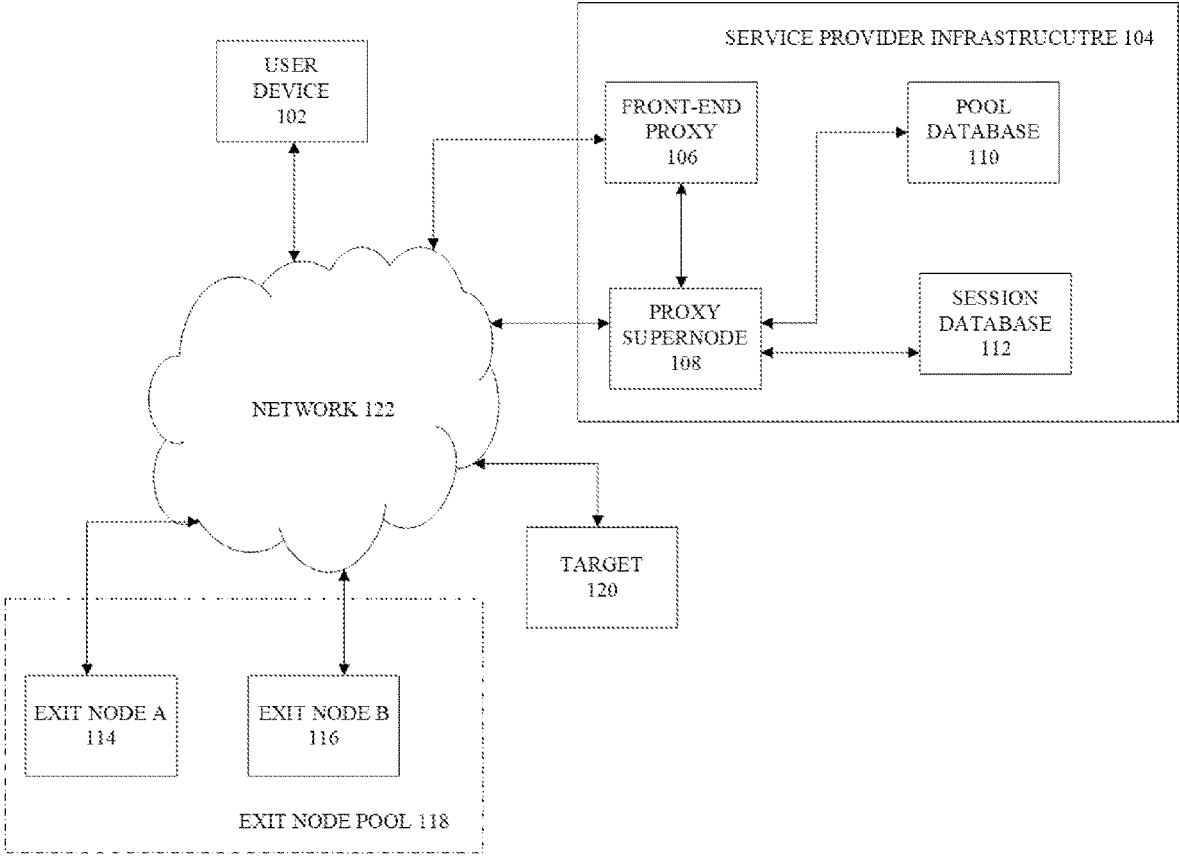 SERVICE PROVIDER INFRASTRUCUTRE 104
USER
DEVICE
102
FRONT-END
PROXY
106
POOL
DATABASE
110
PROXY
SUPERNODE
108
SESSION
DATABASE
112
NETWORK 122
TARGET
120
EXIT NODE A
114
EXIT NODE B
116
EXIT NODE POOL 118